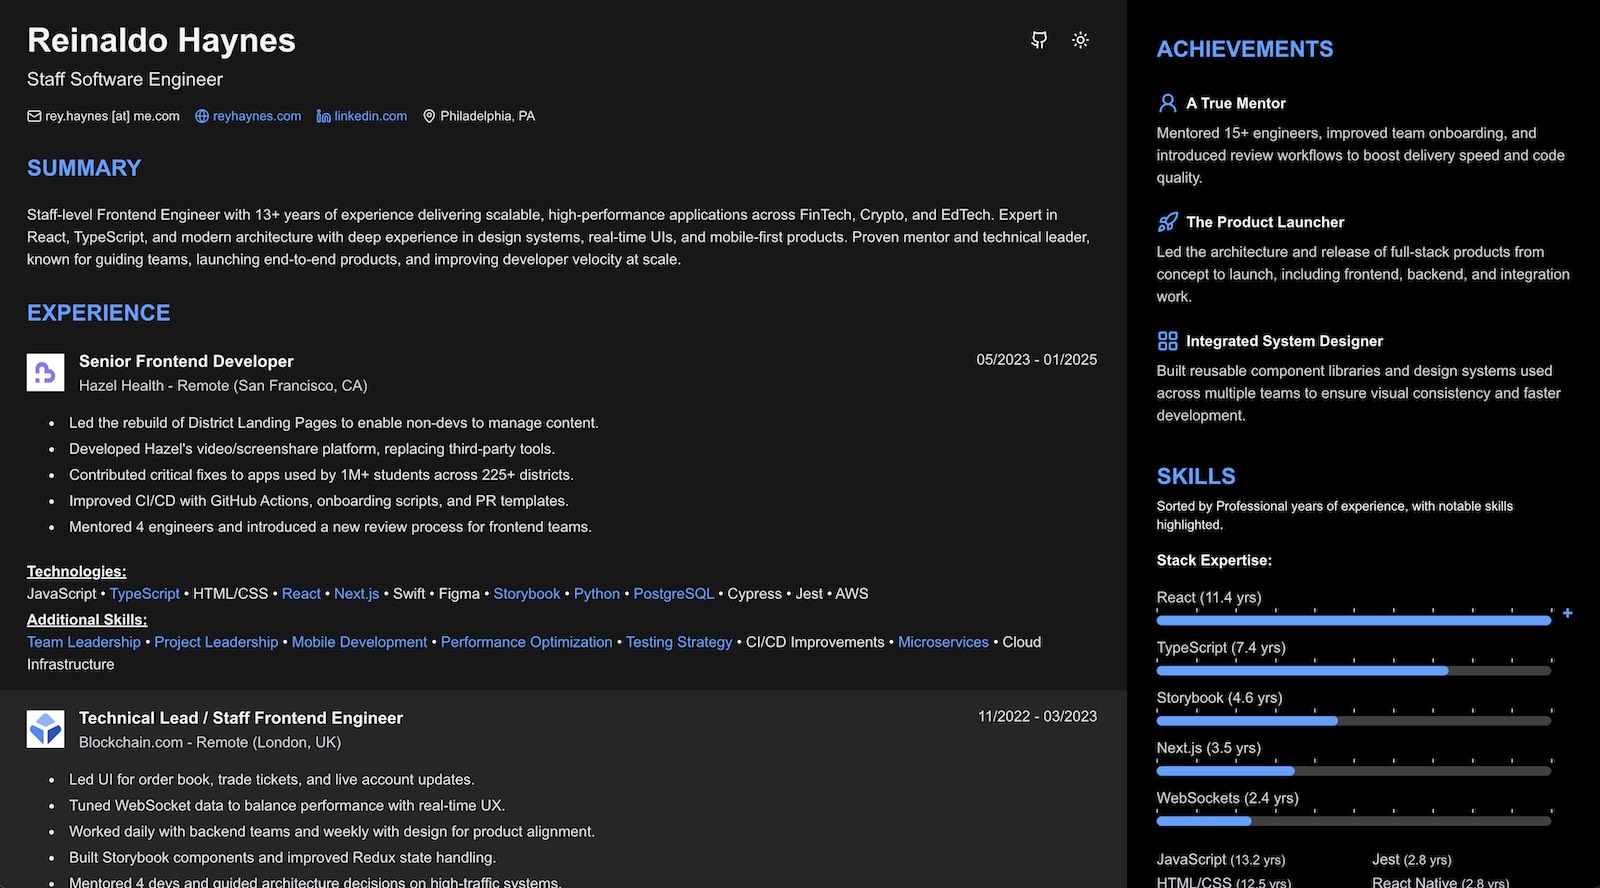 Reinaldo Haynes
Staff Software Engineer
rey.haynes [at] me.com reyhaynes.com linkedin.com Philadelphia, PA
SUMMARY
Staff-level Frontend Engineer with 13+ years of experience delivering scalable, high-performance applications across FinTech, Crypto, and EdTech. Expert in
React, TypeScript, and modern architecture with deep experience in design systems, real-time UIs, and mobile-first products. Proven mentor and technical leader,
known for guiding teams, launching end-to-end products, and improving developer velocity at scale.
EXPERIENCE
Senior Frontend Developer 05/2023 - 01/2025
Hazel Health - Remote (San Francisco, CA)
• Led the rebuild of District Landing Pages to enable non-devs to manage content.
• Developed Hazel's video/screenshare platform, replacing third-party tools.
• Contributed critical fixes to apps used by 1M+ students across 225+ districts.
• Improved CI/CD with GitHub Actions, onboarding scripts, and PR templates.
• Mentored 4 engineers and introduced a new review process for frontend teams.
Technologies:
JavaScript • TypeScript • HTML/CSS • React • Next.js • Swift • Figma • Storybook • Python • PostgreSQL • Cypress • Jest • AWS
Additional Skills:
Team Leadership • Project Leadership • Mobile Development • Performance Optimization • Testing Strategy • CI/CD Improvements • Microservices • Cloud
Infrastructure
Technical Lead / Staff Frontend Engineer 11/2022 - 03/2023
Blockchain.com - Remote (London, UK)
• Led UI for order book, trade tickets, and live account updates.
• Tuned WebSocket data to balance performance with real-time UX.
• Worked daily with backend teams and weekly with design for product alignment.
• Built Storybook components and improved Redux state handling.
• Mentored 4 devs and guided architecture decisions on high-traffic systems.
ACHIEVEMENTS
A True Mentor
Mentored 15+ engineers, improved team onboarding, and
introduced review workflows to boost delivery speed and code
quality.
The Product Launcher
Led the architecture and release of full-stack products from
concept to launch, including frontend, backend, and integration
work.
Integrated System Designer
Built reusable component libraries and design systems used
across multiple teams to ensure visual consistency and faster
development.
SKILLS
Sorted by Professional years of experience, with notable skills
highlighted.
Stack Expertise:
React (11.4 yrs)
+
TypeScript (7.4 yrs)
Storybook (4.6 yrs)
Next.js (3.5 yrs)
WebSockets (2.4 yrs)
JavaScript (13.2 yrs) Jest (2.8 yrs)
HTML/CSS (12.5 yrs) React Native (2.8 yrs)